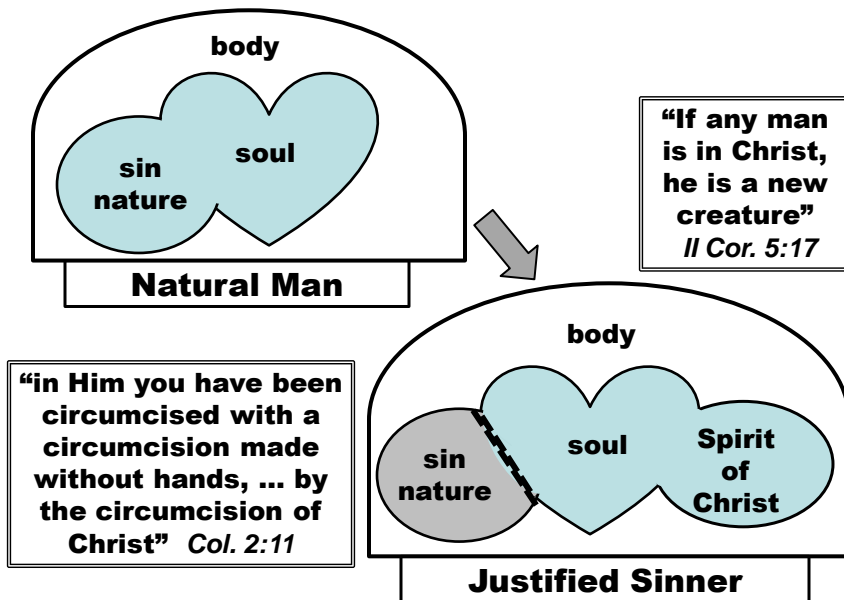 body
sin
nature
soul
Natural Man
“If any man
is in Christ,
he is a new
creature”
II Cor. 5:17
“in Him you have been
circumcised with a
circumcision made
without hands, ... by
the circumcision of
Christ” Col. 2:11
body
sin
nature
soul
Spirit
of
Christ
Justified Sinner